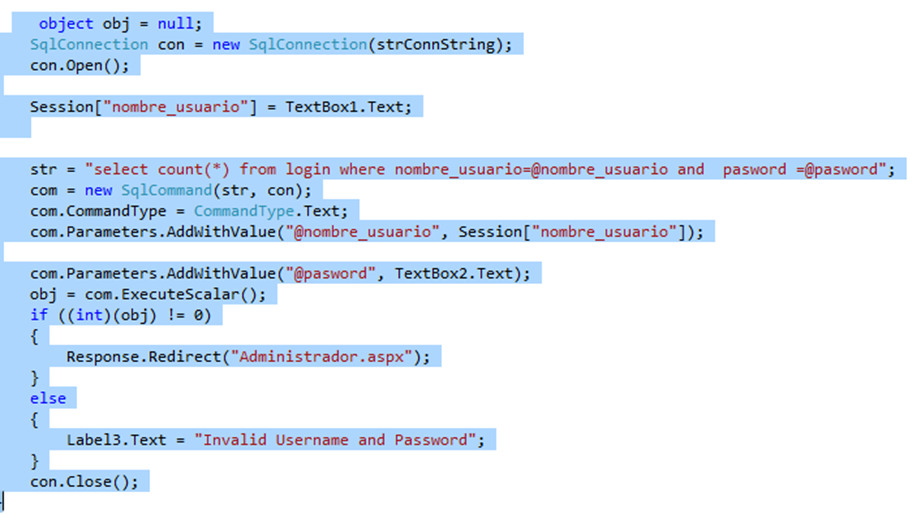 object obj = null;
SqlConnection con = new SqlConnection(strConnString);
con.Open();
Session["nombre_usuario"] = TextBox1.Text;
str = "select count(*) from login where nombre_usuario=@nombre_usuario and  pasword =@pasword";
com = new SqlCommand(str, con);
com.CommandType = CommandType.Text;
com.Parameters.AddWithValue("@nombre_usuario", Session["nombre_usuario"]);
com.Parameters.AddWithValue("@pasword", TextBox2.Text);
obj = com.ExecuteScalar();
if ((int)(obj) != 0)
{
Response.Redirect("Administrador.aspx");
}
else
{
Label3.Text = "Invalid Username and Password";
}
con.Close();